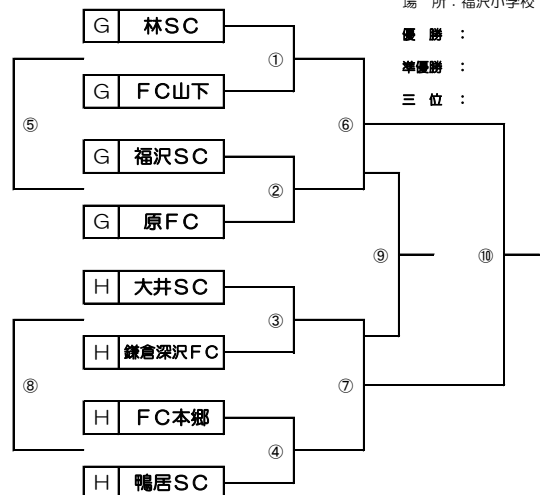 場 所：福沢小学校
優 勝 ：
準優勝 ：
三 位 ：
G 林SC
①
G FC山下
⑤
⑥
G 福沢SC
②
G 原FC
⑨
⑩
H 大井SC
③
H 鎌倉深沢FC
⑧
⑦
H FC本郷
④
H 鴨居SC